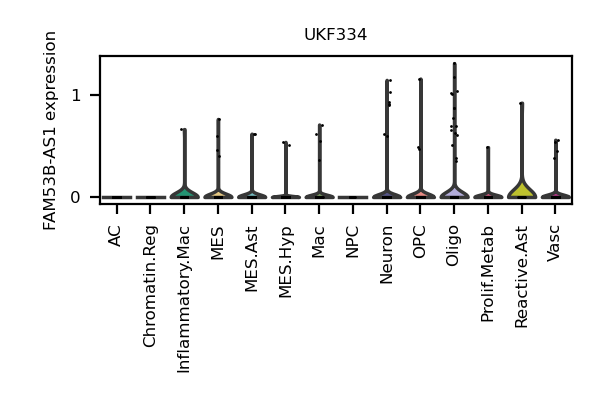 UKF334
FAM53B-AS1 expression
1
0
AC
Chromatin.Reg
Inflammatory.Mac
MES
MES.Ast
MES.Hyp
Mac
NPC
Neuron
OPC
Oligo
Prolif.Metab
Reactive.Ast
Vasc